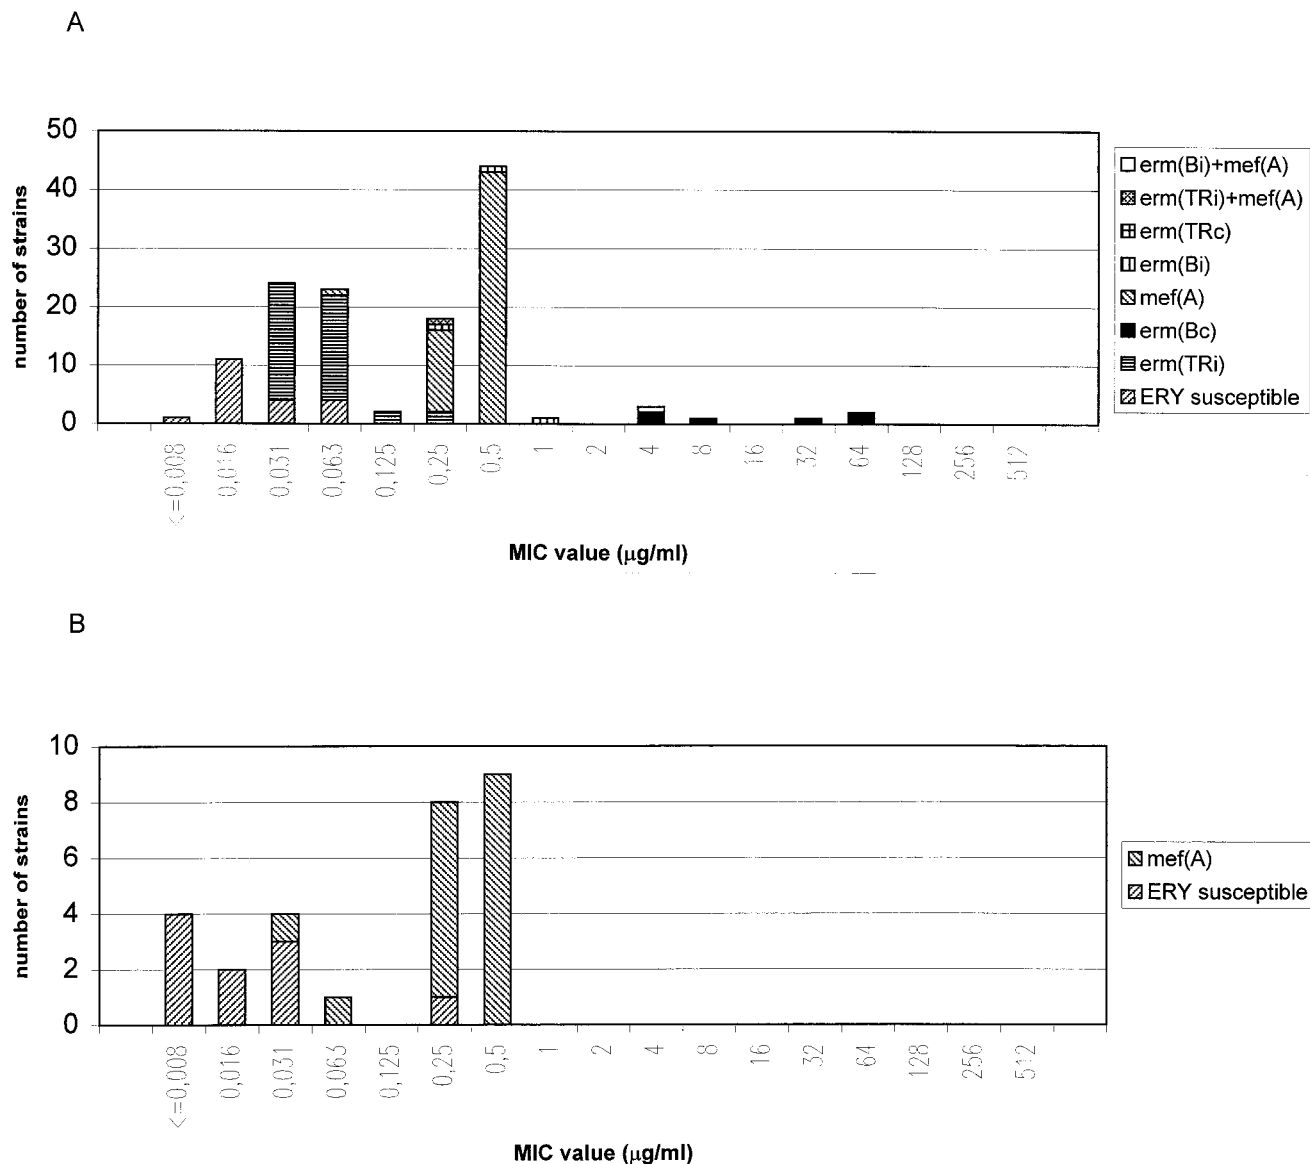 A
number of strains
50
40
30
20
10
0
<=0,008
0,016
0,031
0,063
0,125
0,25
0,5
1
2
4
8
16
32
64
128
256
512
MIC value (μg/ml)
erm(Bi)+mef(A)
erm(TRi)+mef(A)
erm(TRc)
erm(Bi)
mef(A)
erm(Bc)
erm(TRi)
ERY susceptible
B
number of strains
10
8
6
4
2
0
<=0,008
0,016
0,031
0,063
0,125
0,25
0,5
1
2
4
8
16
32
64
128
256
512
MIC value (μg/ml)
mef(A)
ERY susceptible